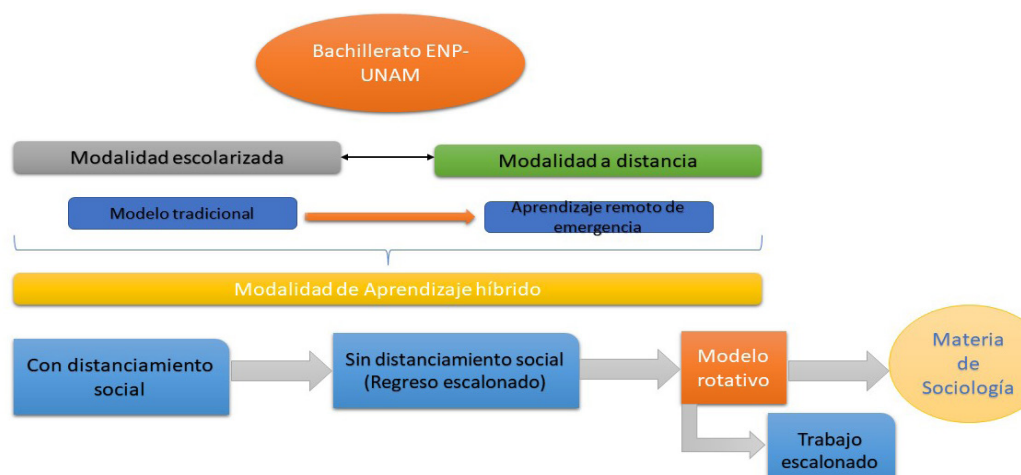 Bachillerato ENP-
UNAM
Modalidad escolarizada
Modalidad a distancia
Modelo tradicional
Aprendizaje remoto de
emergencia
Modalidad de Aprendizaje híbrido
Con distanciamiento
social
Sin distanciamiento social
(Regreso escalonado)
Modelo
rotativo
Materia
de
Sociología
Trabajo
escalonado